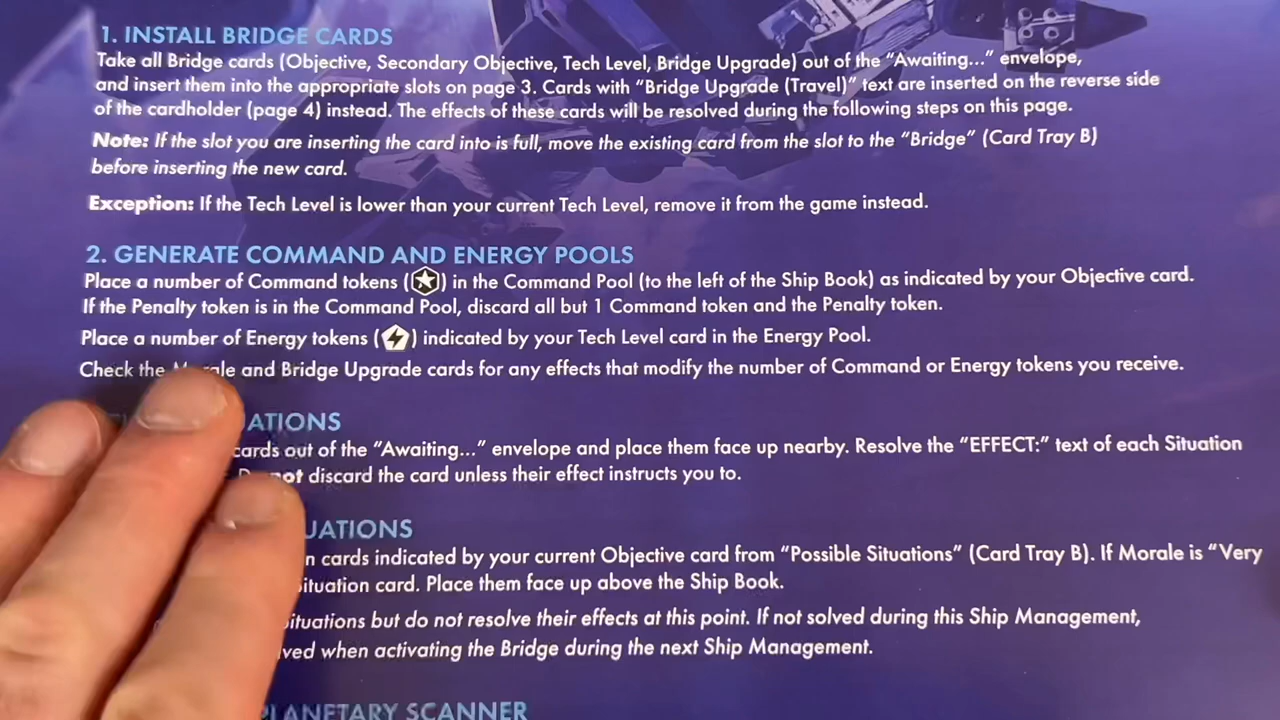 1. INSTALL BRIDGE CARDS
Take all Bridge cards (Objective, Secondary Objective, Tech Level, Bridge Upgrade) out of the “Awaiting...” envelope,
and insert them into the appropriate slots on page 3. Cards with “Bridge Upgrade (Travel)” text are inserted on the reverse side
of the cardholder (page 4) instead. The effects of these cards will be resolved during the following steps on this page.
Note: If the slot you are inserting the card into is full, move the existing card from the slot to the “Bridge” (Card Tray B)
before inserting the new card.
Exception: If the Tech Level is lower than your current Tech Level, remove it from the game instead.
2. GENERATE COMMAND AND ENERGY POOLS
Place a number of Command tokens () in the Command Pool (to the left of the Ship Book) as indicated by your Objective card.
If the Penalty token is in the Command Pool, discard all but 1 Command token and the Penalty token.
Place a number of Energy tokens () indicated by your Tech Level card in the Energy Pool.
Check the Morale and Bridge Upgrade cards for any effects that modify the number of Command or Energy tokens you receive.
cards out of the “Awaiting...” envelope and place them face up nearby. Resolve the “EFFECT:” text of each Situation
not discard the card unless their effect instructs you to.
cards indicated by your current Objective card from “Possible Situations” (Card Tray B). If Morale is “Very
card. Place them face up above the Ship Book.
but do not resolve their effects at this point. If not solved during this Ship Management,
when activating the Bridge during the next Ship Management.
PLANETARY SCANNER